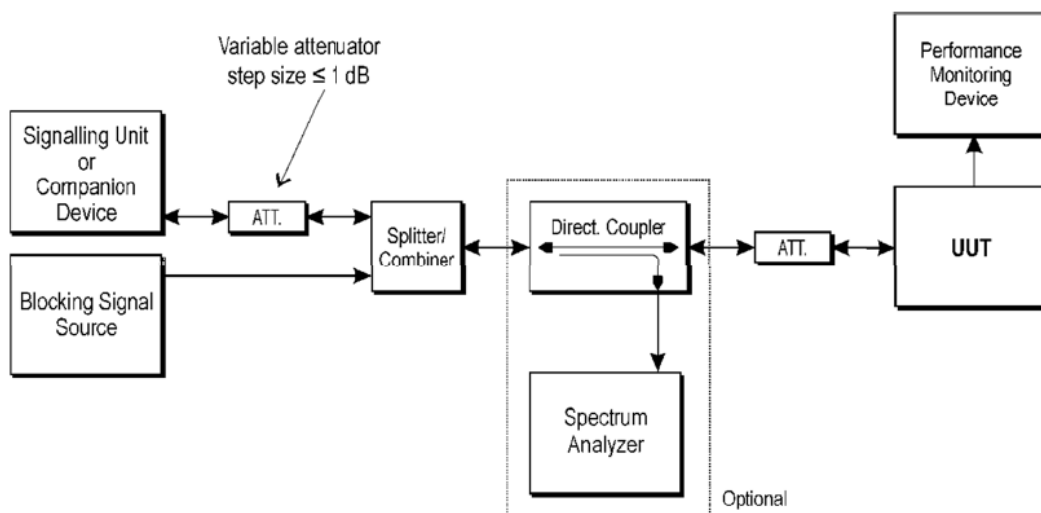 Variable attenuator
step size ≤ 1 dB
Performance
Monitoring
Device
Signalling Unit
or
Companion
Device
ATT.
Splitter/
Combiner
Direct. Coupler
ATT.
UUT
Blocking Signal
Source
Spectrum
Analyzer
Optional